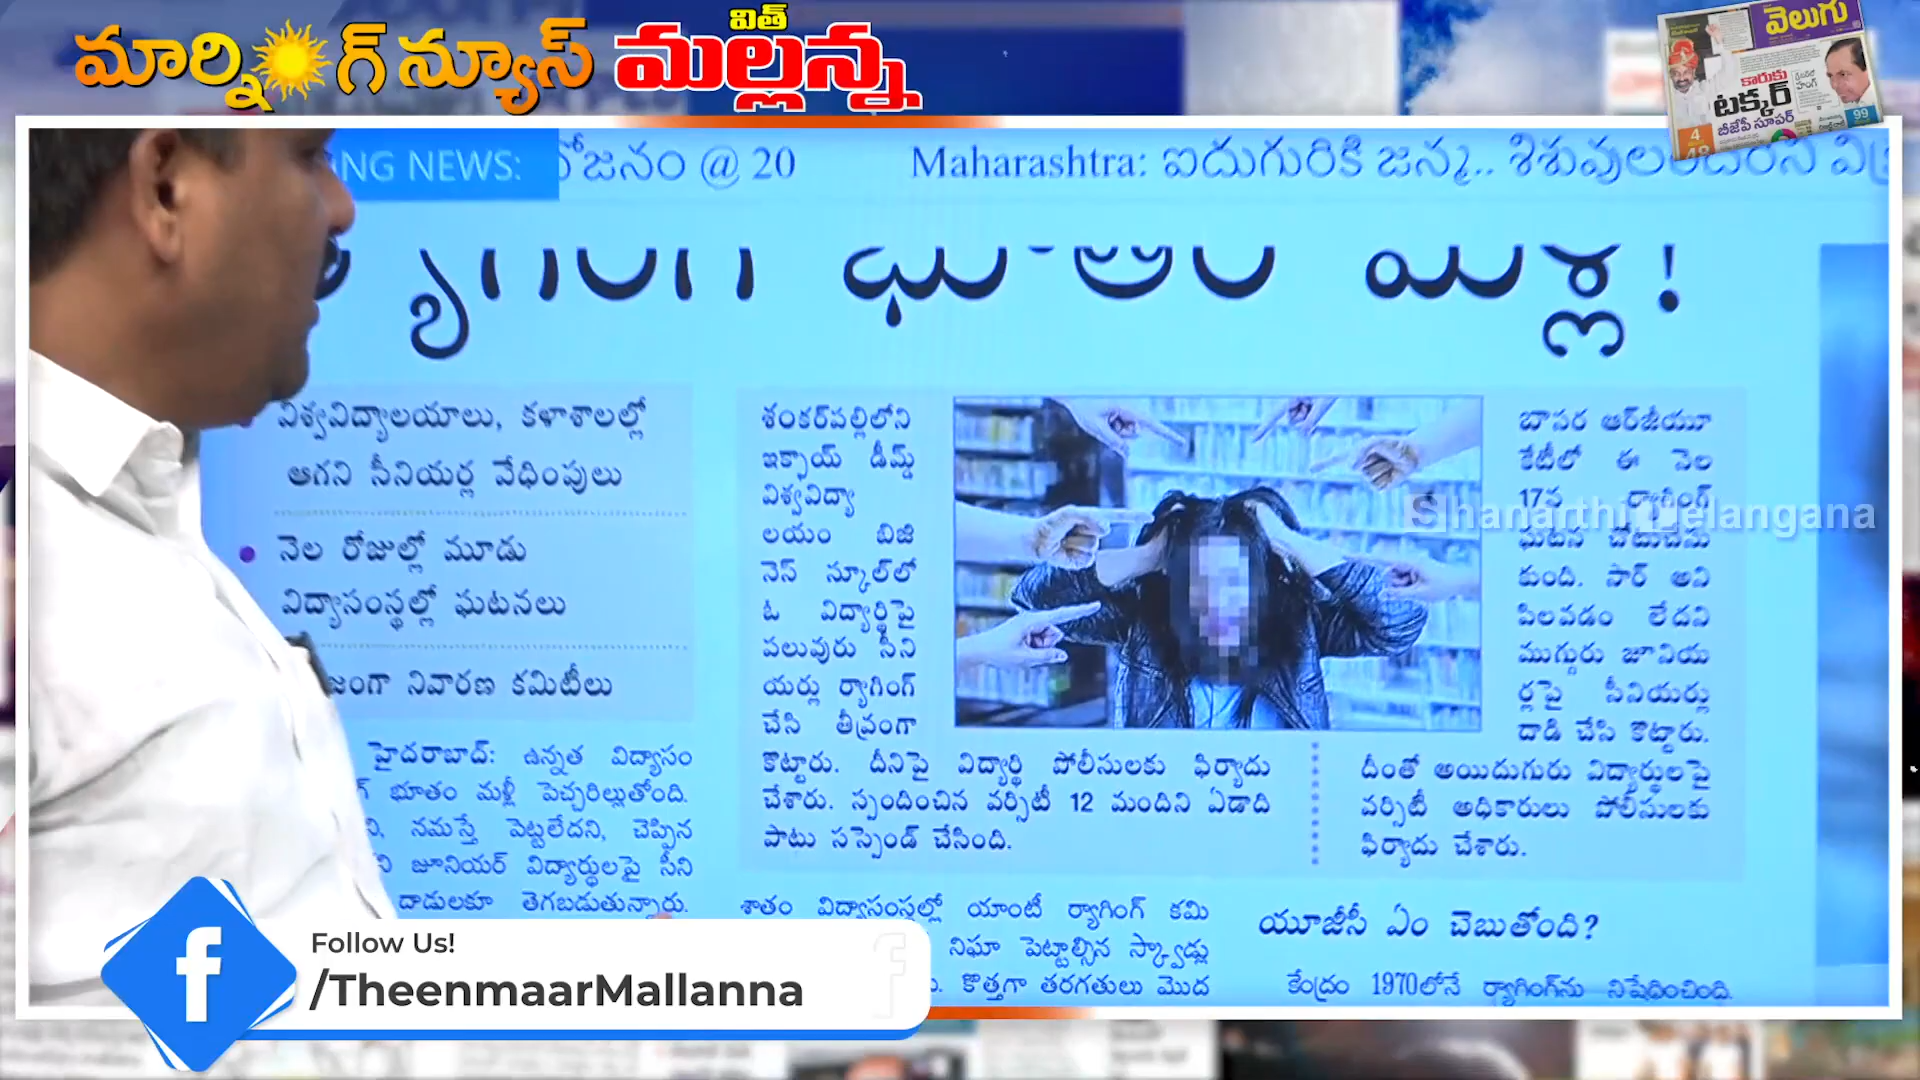 మార్నింగ్ న్యూస్ విత్ మల్లన్న
వెలుగు
కారుకు
టక్కర్
బీజేపీ సూపర్
4
48
99
NG NEWS:
@ 20
Maharashtra: ఐదుగురికి జన్మ..
విశ్వవిద్యాలయాలు, కళాశాలల్లో
ఆగని సీనియర్ల వేధింపులు
నెల రోజుల్లో మూడు
విద్యాసంస్థల్లో ఘటనలు
నివారణ కమిటీలు
హైదరాబాద్: ఉన్నత విద్యాసం
భూతం మళ్లీ పెచ్చరిల్లుతోంది.
నమస్తే పెట్టలేదని, చెప్పిన
జూనియర్ విద్యార్థులపై సీని
దాడులకూ తెగబడుతున్నారు.
శంకర్‌పల్లిలోని
ఇక్ఫాయ్ డీమ్డ్
విశ్వవిద్యా
లయం బిజి
నెస్ స్కూల్‌లో
ఓ విద్యార్థిపై
పలువురు సీని
యర్లు ర్యాగింగ్
చేసి తీవ్రంగా
కొట్టారు. దీనిపై విద్యార్థి పోలీసులకు ఫిర్యాదు
చేశారు. స్పందించిన వర్సిటీ 12 మందిని ఏడాది
పాటు సస్పెండ్ చేసింది.
బాసర ఆర్‌జీయూ
కేటీలో ఈ నెల
17న ర్యాగింగ్
ఘటన చోటుచేసు
కుంది. సార్ అని
పిలవడం లేదని
ముగ్గురు జూనియ
ర్లపై సీనియర్లు
దాడి చేసి కొట్టారు.
దీంతో అయిదుగురు విద్యార్థులపై
వర్సిటీ అధికారులు పోలీసులకు
ఫిర్యాదు చేశారు.
శాతం విద్యాసంస్థల్లో యాంటీ ర్యాగింగ్ కమి
నిఘా పెట్టాల్సిన స్క్వాడ్లు
కొత్తగా తరగతులు మొద
యూజీసీ ఏం చెబుతోంది?
కేంద్రం 1970లోనే ర్యాగింగ్‌ను నిషేధించింది.
Shanarthi Telangana
Follow Us!
/TheenmaarMallanna